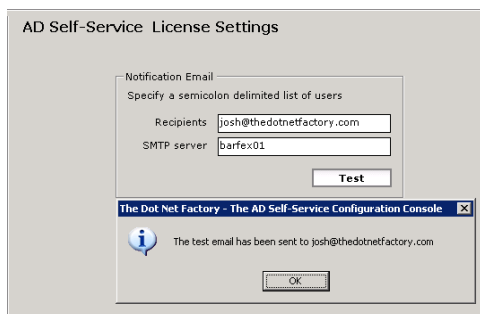 AD Self-Service License Settings
Notification Email
Specify a semicolon delimited list of users
Recipients josh@thedotnetfactory.com
SMTP server barfex01
Test
The Dot Net Factory - The AD Self-Service Configuration Console
The test email has been sent to josh@thedotnetfactory.com
OK